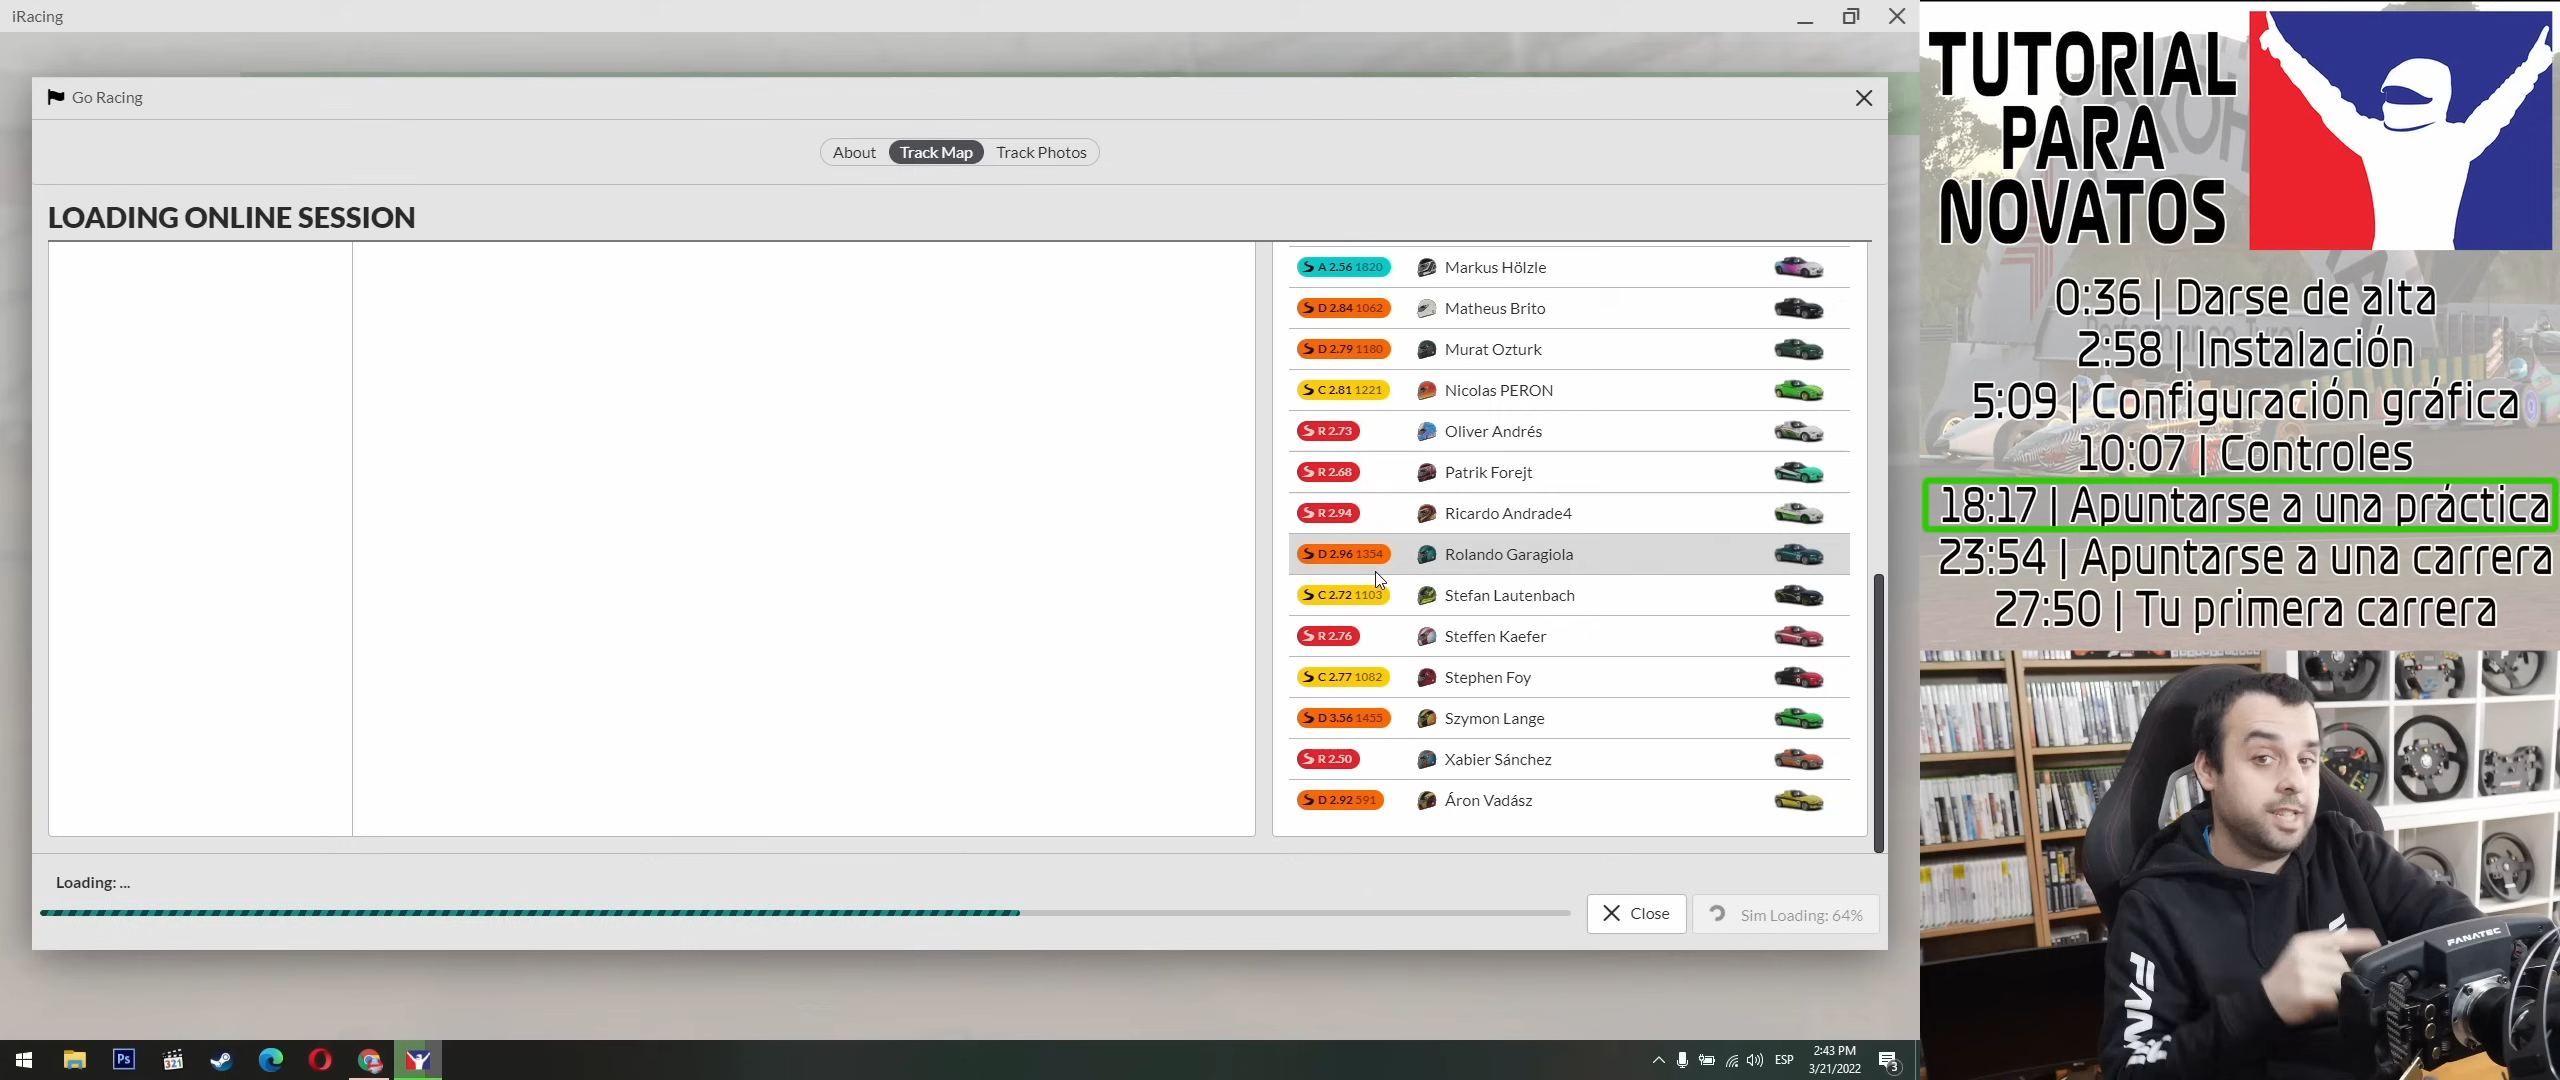 iRacing
Go Racing
About
Track Map
Track Photos
LOADING ONLINE SESSION
A 2.56 1820 Markus Hölzle
D 2.84 1062 Matheus Brito
D 2.79 1180 Murat Ozturk
C 2.81 1221 Nicolas PERON
R 2.73 Oliver Andrés
R 2.68 Patrik Forejt
R 2.94 Ricardo Andrade4
D 2.96 1354 Rolando Garagiola
C 2.72 1103 Stefan Lautenbach
R 2.76 Steffen Kaefer
C 2.77 1082 Stephen Foy
D 3.56 1455 Szymon Lange
R 2.50 Xabier Sánchez
D 2.92 591 Áron Vadász
Loading: ...
Close
Sim Loading: 64%
Ps
321
ESP
2:43 PM
3/21/2022
3
TUTORIAL
PARA
NOVATOS
0:36 | Darse de alta
2:58 | Instalación
5:09 | Configuración gráfica
10:07 | Controles
18:17 | Apuntarse a una práctica
23:54 | Apuntarse a una carrera
27:50 | Tu primera carrera
FANATEC